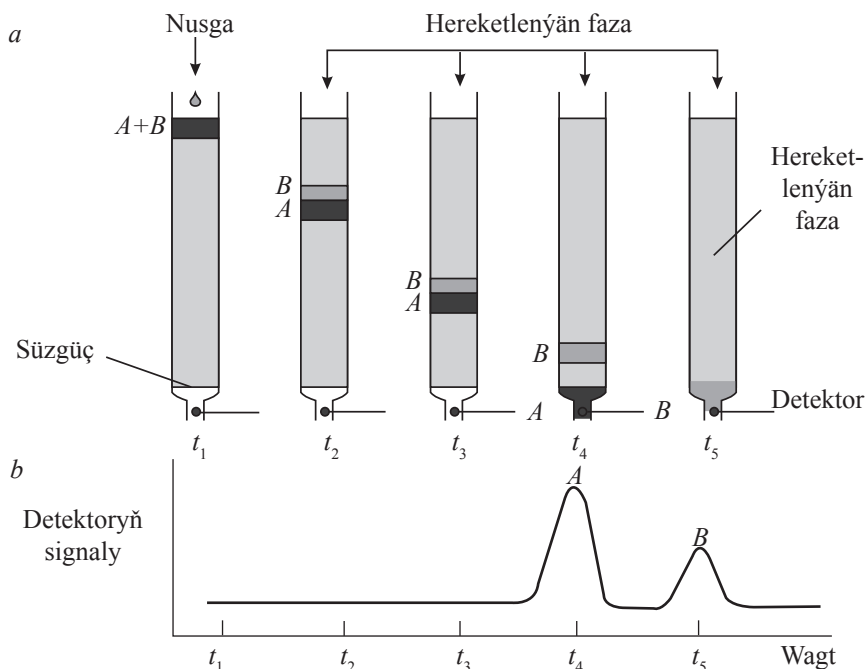 a
Nusga
Hereketlenýän faza
A+B
B
A
B
A
B
Hereket-
lenýän
faza
Süzgüç
A
B
Detektor
t1
t2
t3
t4
t5
b
Detektoryň
signaly
A
B
t1
t2
t3
t4
t5
Wagt